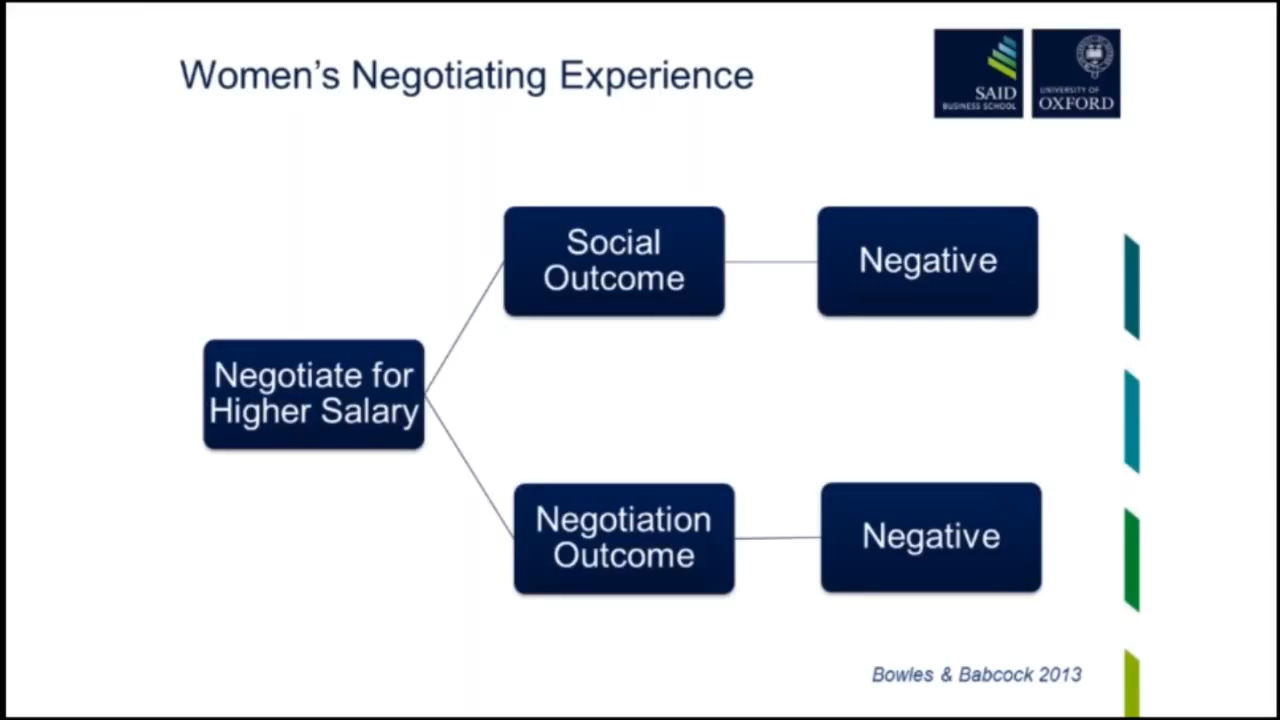 Women's Negotiating Experience
SAID
BUSINESS SCHOOL
UNIVERSITY OF
OXFORD
Social
Outcome
Negative
Negotiate for
Higher Salary
Negotiation
Outcome
Negative
Bowles & Babcock 2013